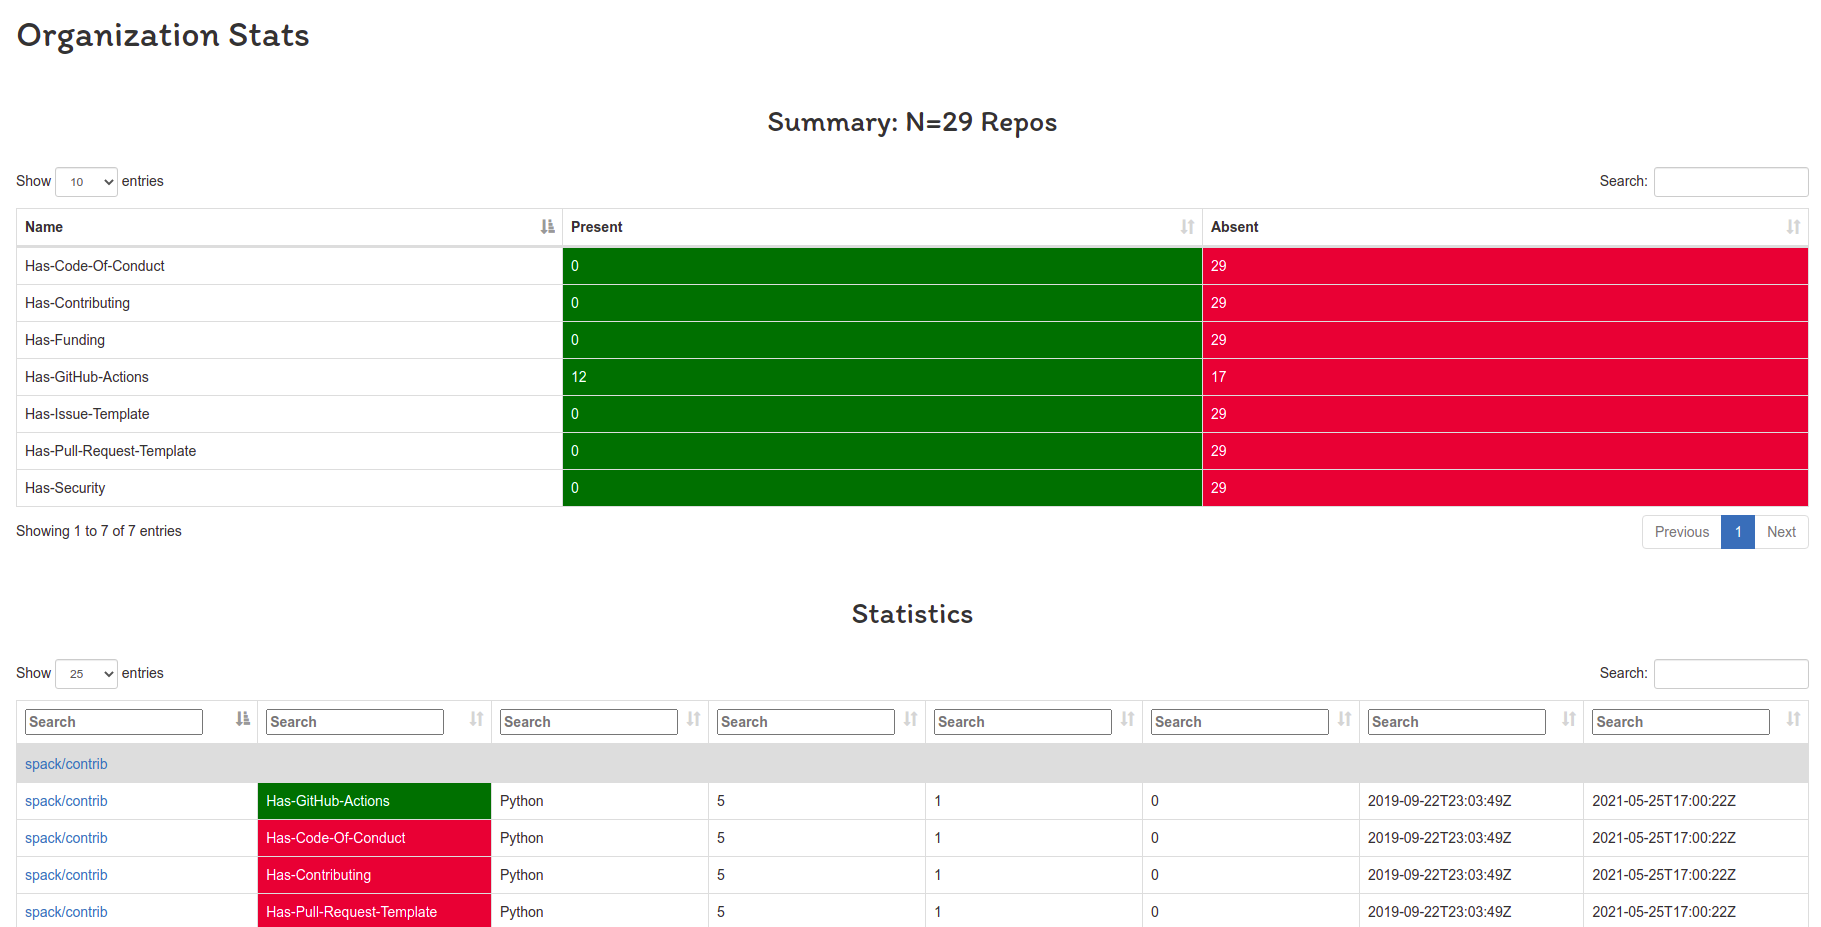 Organization Stats
Summary: N=29 Repos
Show 10 entries Search:
Name Present Absent
Has-Code-Of-Conduct 0 29
Has-Contributing 0 29
Has-Funding 0 29
Has-GitHub-Actions 12 17
Has-Issue-Template 0 29
Has-Pull-Request-Template 0 29
Has-Security 0 29
Showing 1 to 7 of 7 entries Previous 1 Next
Statistics
Show 25 entries Search:
Search Search Search Search Search Search Search Search
spack/contrib
spack/contrib Has-GitHub-Actions Python 5 1 0 2019-09-22T23:03:49Z 2021-05-25T17:00:22Z
spack/contrib Has-Code-Of-Conduct Python 5 1 0 2019-09-22T23:03:49Z 2021-05-25T17:00:22Z
spack/contrib Has-Contributing Python 5 1 0 2019-09-22T23:03:49Z 2021-05-25T17:00:22Z
spack/contrib Has-Pull-Request-Template Python 5 1 0 2019-09-22T23:03:49Z 2021-05-25T17:00:22Z